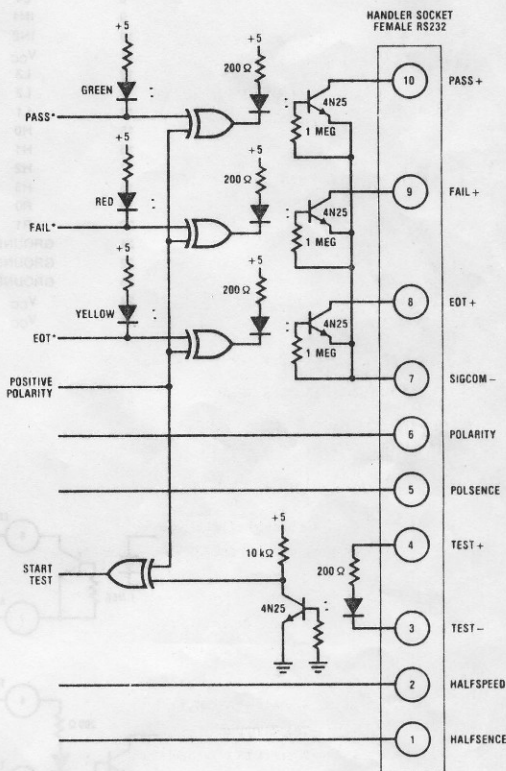 HANDLER SOCKET
FEMALE RS232
+5
+5
200 Ω
GREEN
PASS*
4N25
1 MEG
10
PASS+
+5
+5
200 Ω
RED
FAIL*
4N25
1 MEG
9
FAIL+
+5
+5
200 Ω
YELLOW
EOT*
4N25
1 MEG
8
EOT+
POSITIVE
POLARITY
7
SIGCOM−
6
POLARITY
5
POLSENCE
+5
10 kΩ
START
TEST
4N25
200 Ω
4
TEST+
3
TEST−
2
HALFSPEED
1
HALFSENCE